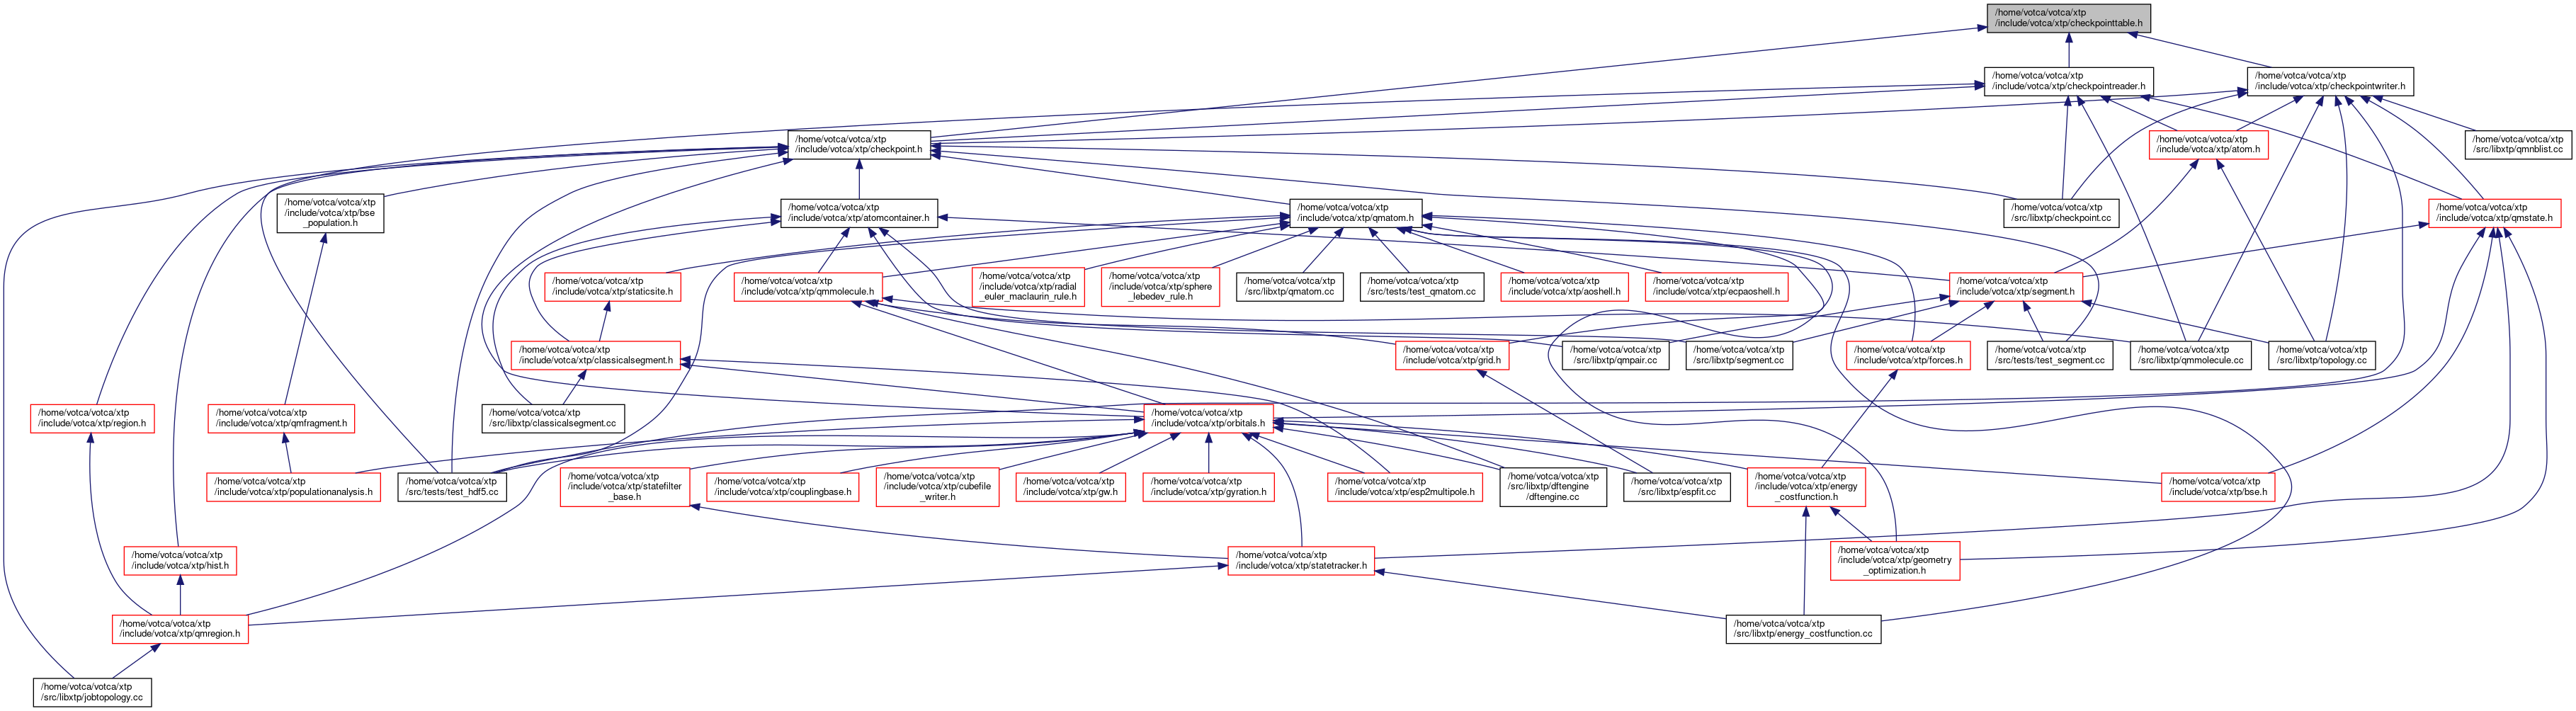 /home/votca/votca/xtp
/include/votca/xtp/checkpointtable.h
/home/votca/votca/xtp
/include/votca/xtp/checkpointreader.h
/home/votca/votca/xtp
/include/votca/xtp/checkpointwriter.h
/home/votca/votca/xtp
/include/votca/xtp/checkpoint.h
/home/votca/votca/xtp
/include/votca/xtp/atom.h
/home/votca/votca/xtp
/src/libxtp/qmnblist.cc
/home/votca/votca/xtp
/include/votca/xtp/bse
_population.h
/home/votca/votca/xtp
/include/votca/xtp/atomcontainer.h
/home/votca/votca/xtp
/include/votca/xtp/qmatom.h
/home/votca/votca/xtp
/src/libxtp/checkpoint.cc
/home/votca/votca/xtp
/include/votca/xtp/qmstate.h
/home/votca/votca/xtp
/include/votca/xtp/staticsite.h
/home/votca/votca/xtp
/include/votca/xtp/qmmolecule.h
/home/votca/votca/xtp
/include/votca/xtp/radial
_euler_maclaurin_rule.h
/home/votca/votca/xtp
/include/votca/xtp/sphere
_lebedev_rule.h
/home/votca/votca/xtp
/src/libxtp/qmatom.cc
/home/votca/votca/xtp
/src/tests/test_qmatom.cc
/home/votca/votca/xtp
/include/votca/xtp/aoshell.h
/home/votca/votca/xtp
/include/votca/xtp/ecpaoshell.h
/home/votca/votca/xtp
/include/votca/xtp/segment.h
/home/votca/votca/xtp
/include/votca/xtp/classicalsegment.h
/home/votca/votca/xtp
/include/votca/xtp/grid.h
/home/votca/votca/xtp
/src/libxtp/qmpair.cc
/home/votca/votca/xtp
/src/libxtp/segment.cc
/home/votca/votca/xtp
/include/votca/xtp/forces.h
/home/votca/votca/xtp
/src/tests/test_segment.cc
/home/votca/votca/xtp
/src/libxtp/qmmolecule.cc
/home/votca/votca/xtp
/src/libxtp/topology.cc
/home/votca/votca/xtp
/include/votca/xtp/region.h
/home/votca/votca/xtp
/include/votca/xtp/qmfragment.h
/home/votca/votca/xtp
/src/libxtp/classicalsegment.cc
/home/votca/votca/xtp
/include/votca/xtp/orbitals.h
/home/votca/votca/xtp
/include/votca/xtp/populationanalysis.h
/home/votca/votca/xtp
/src/tests/test_hdf5.cc
/home/votca/votca/xtp
/include/votca/xtp/statefilter
_base.h
/home/votca/votca/xtp
/include/votca/xtp/couplingbase.h
/home/votca/votca/xtp
/include/votca/xtp/cubefile
_writer.h
/home/votca/votca/xtp
/include/votca/xtp/gw.h
/home/votca/votca/xtp
/include/votca/xtp/gyration.h
/home/votca/votca/xtp
/include/votca/xtp/esp2multipole.h
/home/votca/votca/xtp
/src/libxtp/dftengine
/dftengine.cc
/home/votca/votca/xtp
/src/libxtp/espfit.cc
/home/votca/votca/xtp
/include/votca/xtp/energy
_costfunction.h
/home/votca/votca/xtp
/include/votca/xtp/bse.h
/home/votca/votca/xtp
/include/votca/xtp/hist.h
/home/votca/votca/xtp
/include/votca/xtp/statetracker.h
/home/votca/votca/xtp
/include/votca/xtp/geometry
_optimization.h
/home/votca/votca/xtp
/include/votca/xtp/qmregion.h
/home/votca/votca/xtp
/src/libxtp/energy_costfunction.cc
/home/votca/votca/xtp
/src/libxtp/jobtopology.cc